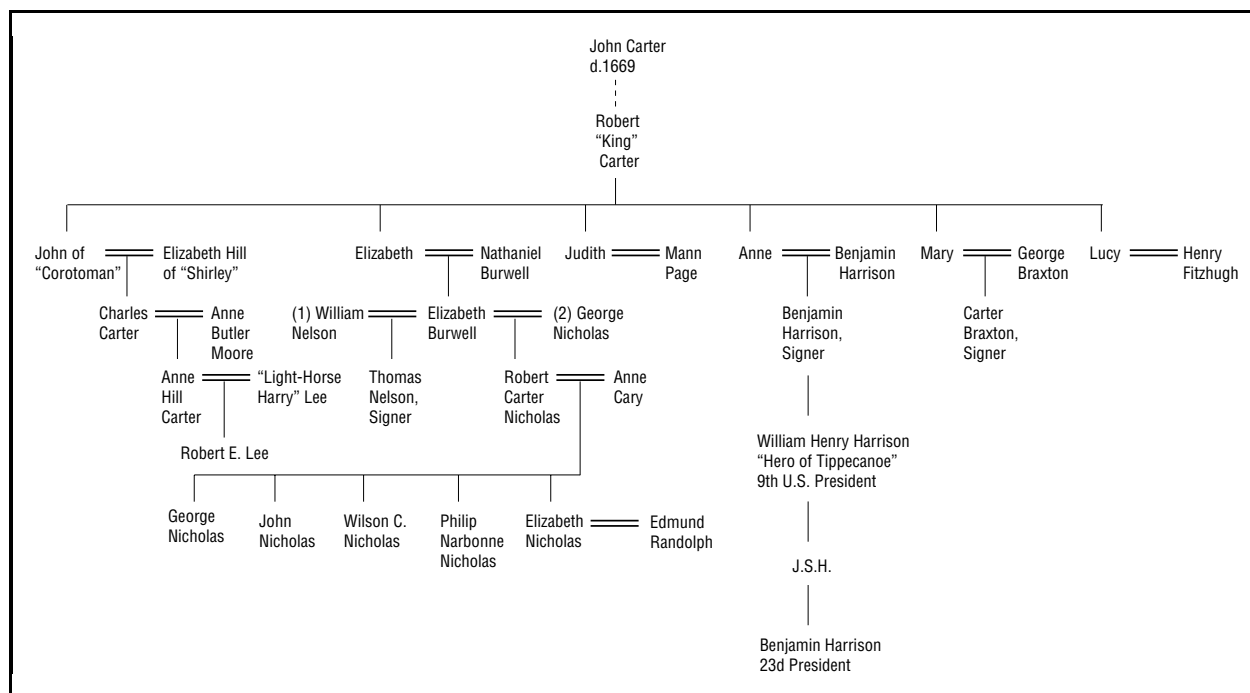 John Carter
d.1669
Robert
“King”
Carter
John of
“Corotoman”
Elizabeth Hill
of “Shirley”
Elizabeth
Nathaniel
Burwell
Judith
Mann
Page
Anne
Benjamin
Harrison
Mary
George
Braxton
Lucy
Henry
Fitzhugh
Charles
Carter
Anne
Butler
Moore
(1) William
Nelson
Elizabeth
Burwell
(2) George
Nicholas
Benjamin
Harrison,
Signer
Carter
Braxton,
Signer
Anne
Hill
Carter
“Light-Horse
Harry” Lee
Thomas
Nelson,
Signer
Robert
Carter
Nicholas
Anne
Cary
Robert E. Lee
William Henry Harrison
“Hero of Tippecanoe”
9th U.S. President
George
Nicholas
John
Nicholas
Wilson C.
Nicholas
Philip
Narbonne
Nicholas
Elizabeth
Nicholas
Edmund
Randolph
J.S.H.
Benjamin Harrison
23d President